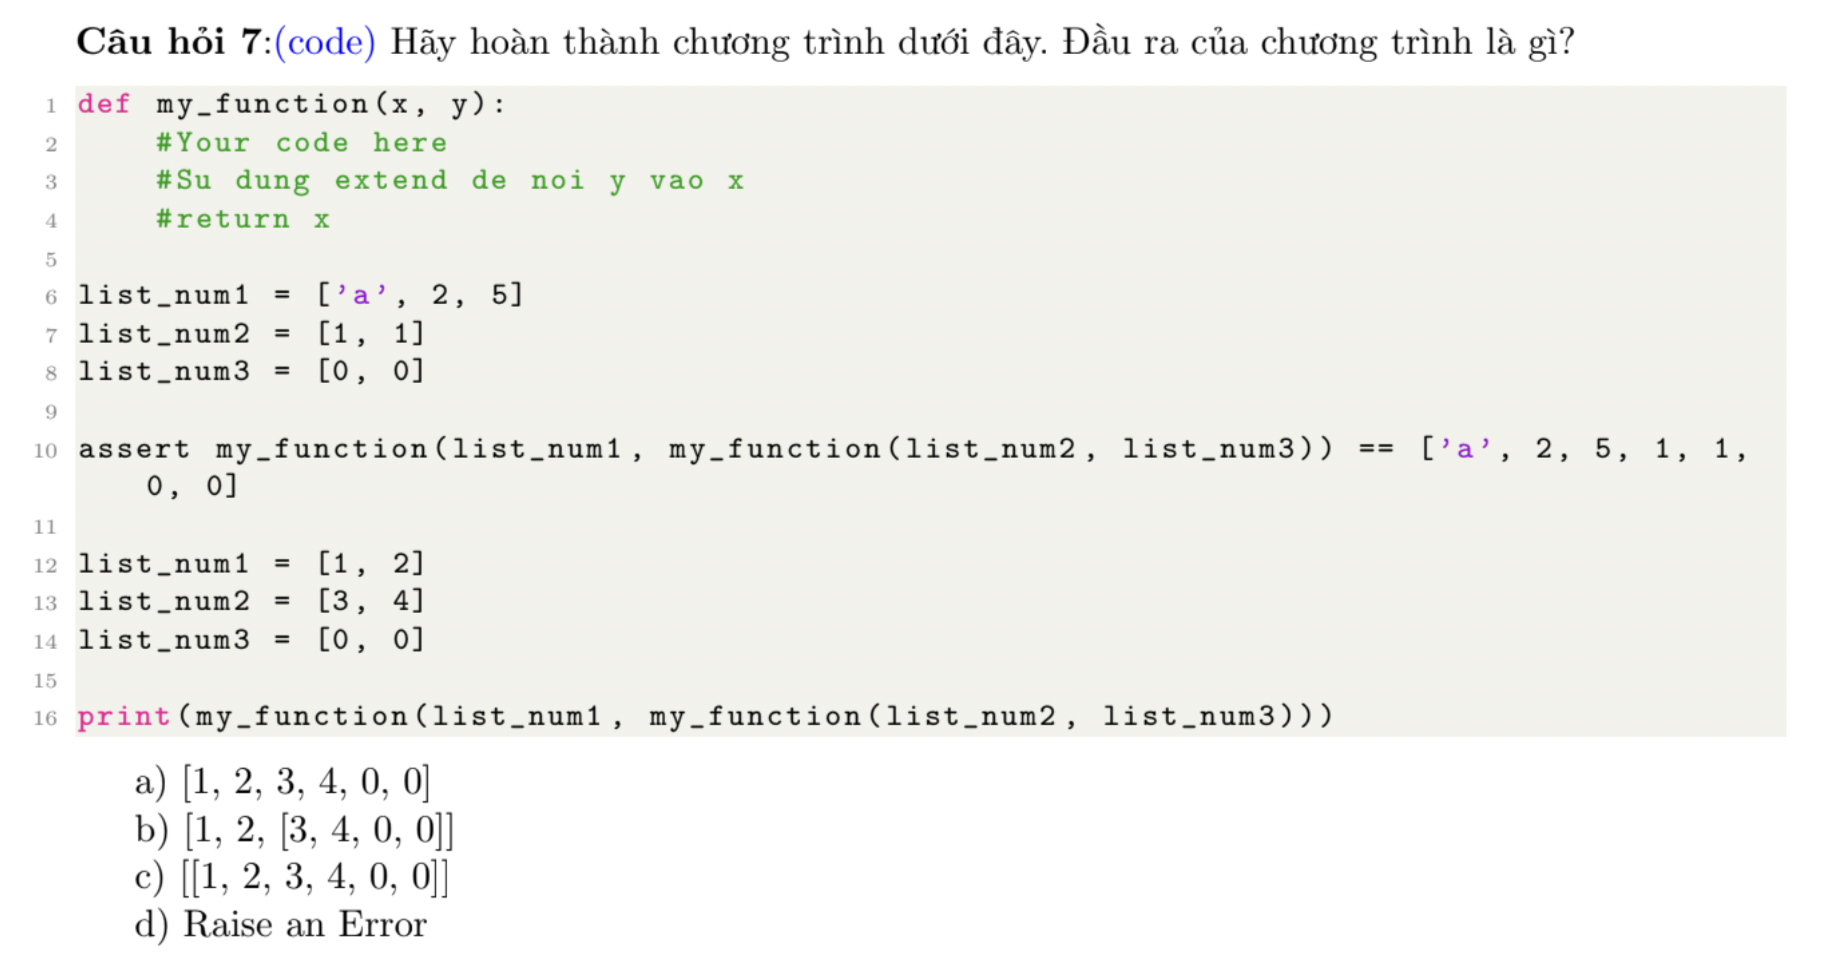 Câu hỏi 7:(code) Hãy hoàn thành chương trình dưới đây. Đầu ra của chương trình là gì?
1 def my_function(x, y):
2     #Your code here
3     #Su dung extend de noi y vao x
4     #return x
5
6 list_num1 = ['a', 2, 5]
7 list_num2 = [1, 1]
8 list_num3 = [0, 0]
9
10 assert my_function(list_num1, my_function(list_num2, list_num3)) == ['a', 2, 5, 1, 1,
0, 0]
11
12 list_num1 = [1, 2]
13 list_num2 = [3, 4]
14 list_num3 = [0, 0]
15
16 print(my_function(list_num1, my_function(list_num2, list_num3)))
a) [1, 2, 3, 4, 0, 0]
b) [1, 2, [3, 4, 0, 0]]
c) [[1, 2, 3, 4, 0, 0]]
d) Raise an Error